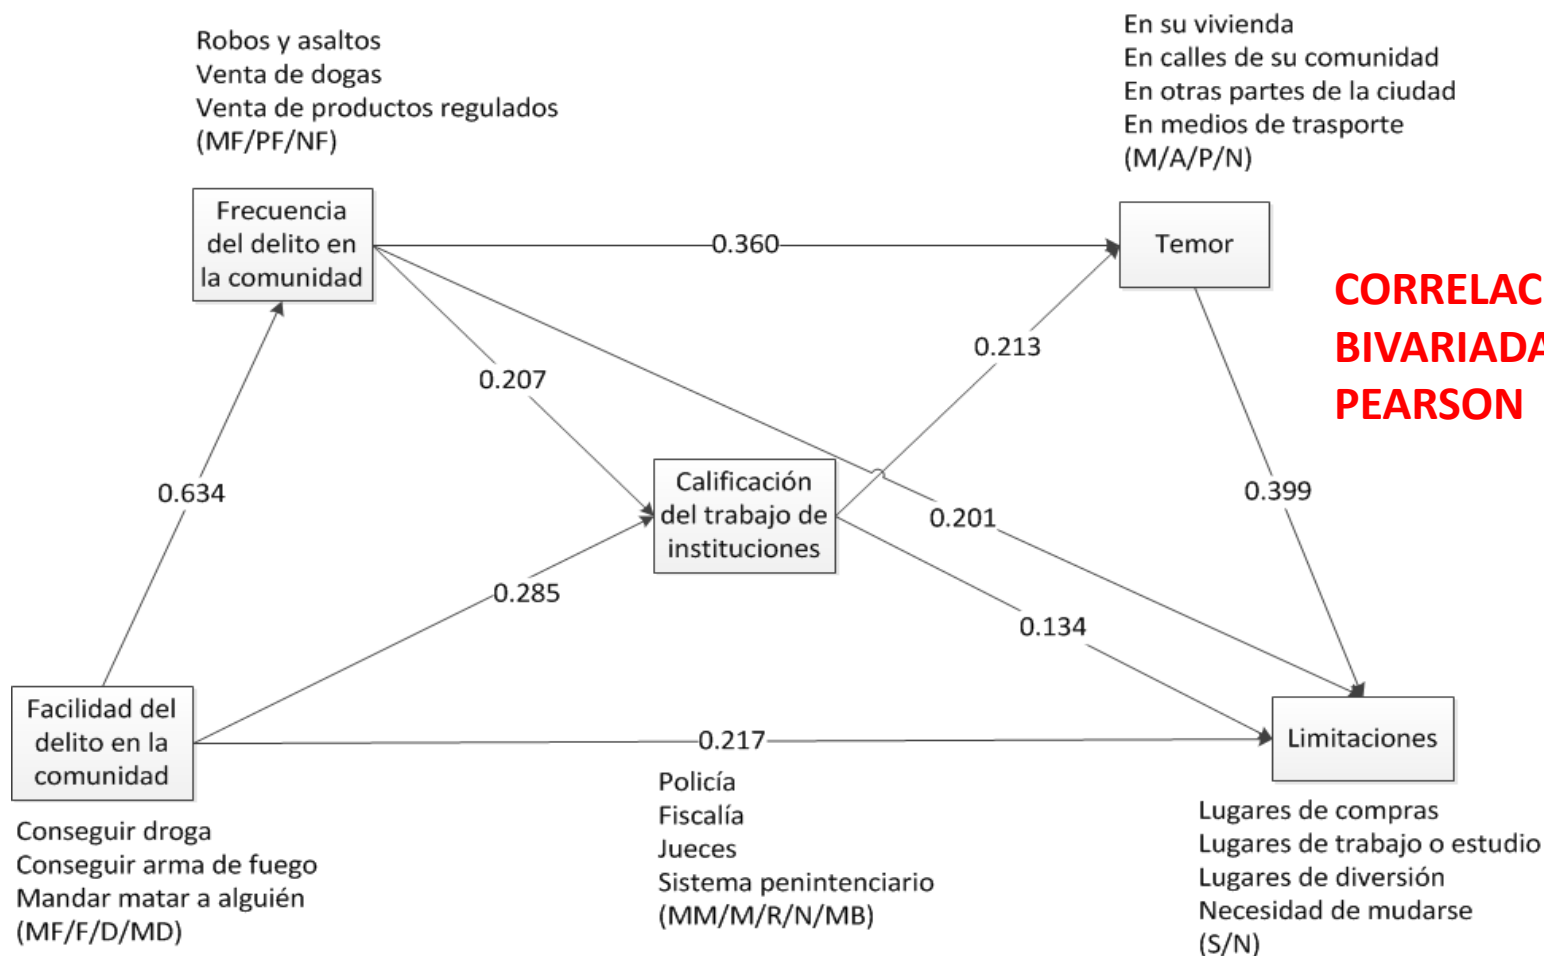 Robos y asaltos
Venta de dogas
Venta de productos regulados
(MF/PF/NF)
En su vivienda
En calles de su comunidad
En otras partes de la ciudad
En medios de trasporte
(M/A/P/N)
Frecuencia
del delito en
la comunidad
0.360
Temor
CORRELAC
BIVARIADA
PEARSON
0.207
0.213
0.634
Calificación
del trabajo de
instituciones
0.201
0.399
0.285
0.134
Facilidad del
delito en la
comunidad
0.217
Limitaciones
Conseguir droga
Conseguir arma de fuego
Mandar matar a alguién
(MF/F/D/MD)
Policía
Fiscalía
Jueces
Sistema penintenciario
(MM/M/R/N/MB)
Lugares de compras
Lugares de trabajo o estudio
Lugares de diversión
Necesidad de mudarse
(S/N)